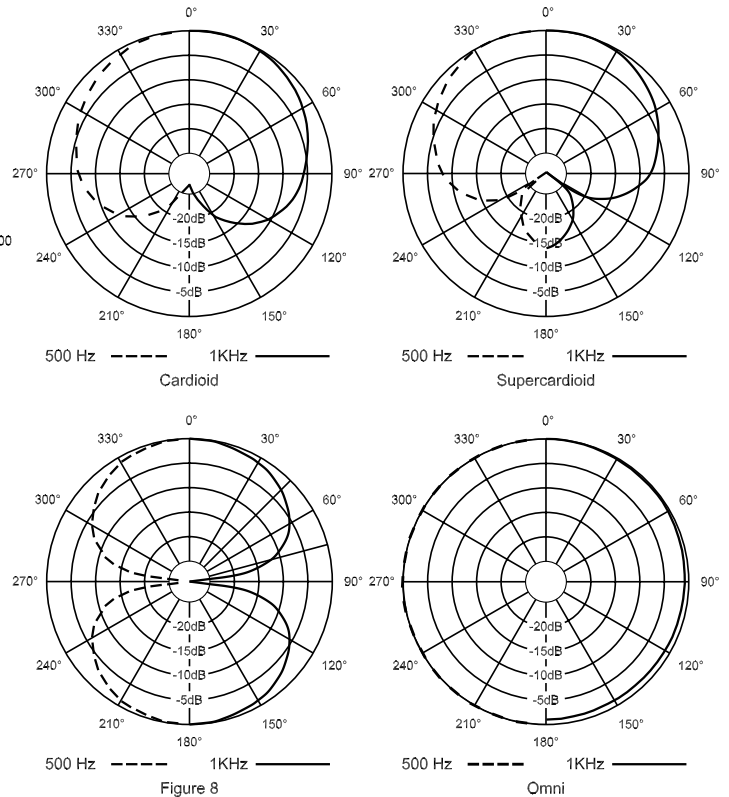 0°
0°
330°
30°
330°
30°
300°
60°
300°
60°
270°
90°
270°
90°
00
240°
120°
240°
120°
-20dB
-15dB
-10dB
-5dB
-20dB
-15dB
-10dB
-5dB
210°
150°
210°
150°
180°
180°
500 Hz
1KHz
500 Hz
1KHz
Cardioid
Supercardioid
0°
0°
330°
30°
330°
30°
300°
60°
300°
60°
270°
90°
270°
90°
240°
120°
240°
120°
-20dB
-15dB
-10dB
-5dB
-20dB
-15dB
-10dB
-5dB
210°
150°
210°
150°
180°
180°
500 Hz
1KHz
500 Hz
1KHz
Figure 8
Omni